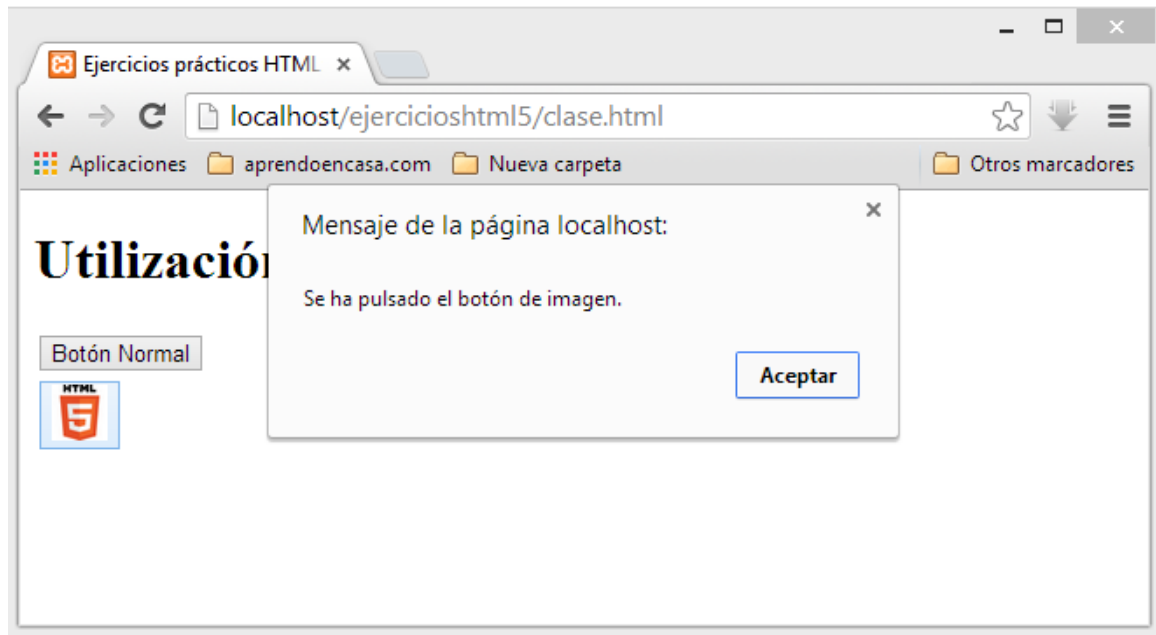 Ejercicios prácticos HTML
localhost/ejercicioshtml5/clase.html
Aplicaciones aprendoencasa.com Nueva carpeta Otros marcadores
Mensaje de la página localhost:
Se ha pulsado el botón de imagen.
Aceptar
Botón Normal
HTML
5